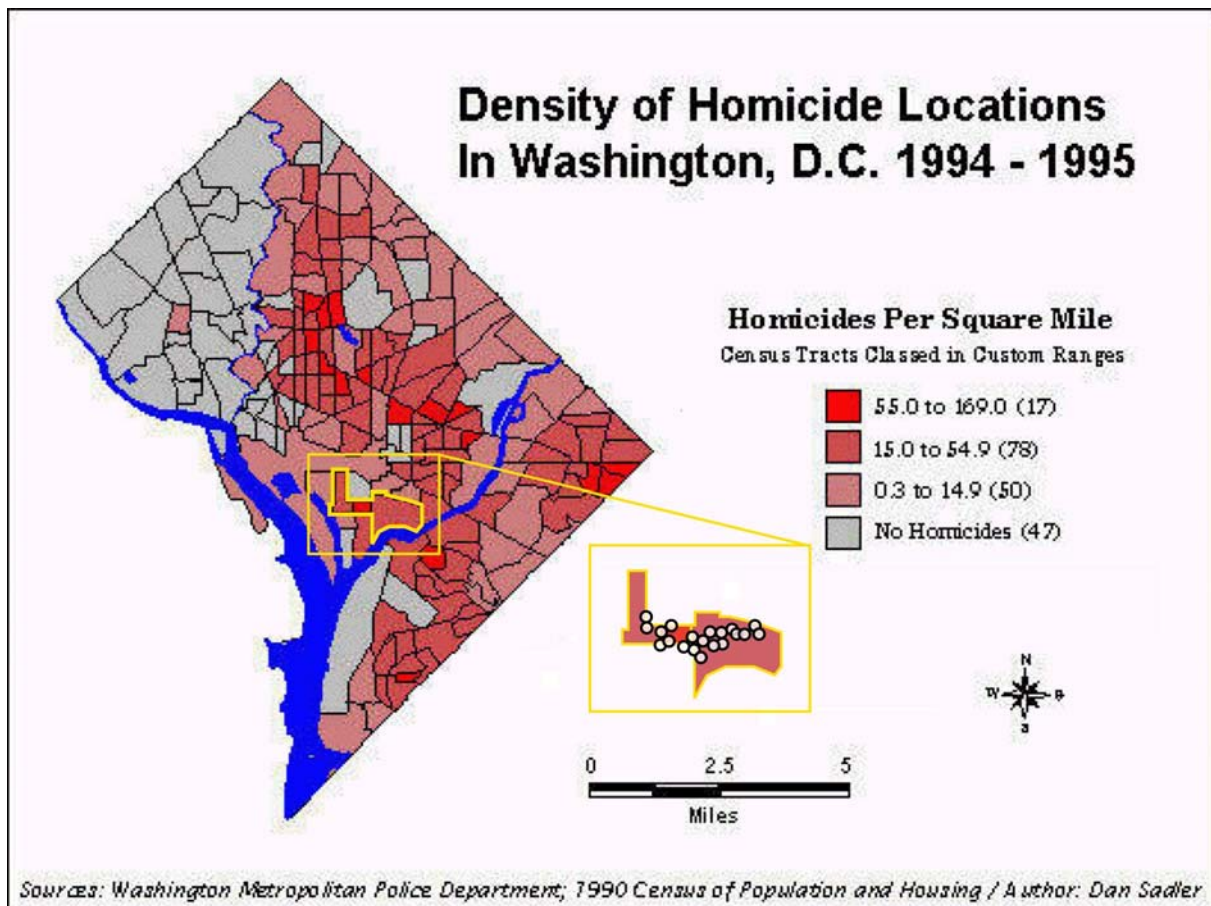 Density of Homicide Locations
In Washington, D.C. 1994 - 1995
Homicides Per Square Mile
Census Tracts Classed in Custom Ranges
55.0 to 169.0 (17)
15.0 to 54.9 (78)
0.3 to 14.9 (50)
No Homicides (47)
N
W E
S
0 2.5 5
Miles
Sources: Washington Metropolitan Police Department; 1990 Census of Population and Housing / Author: Dan Sadler